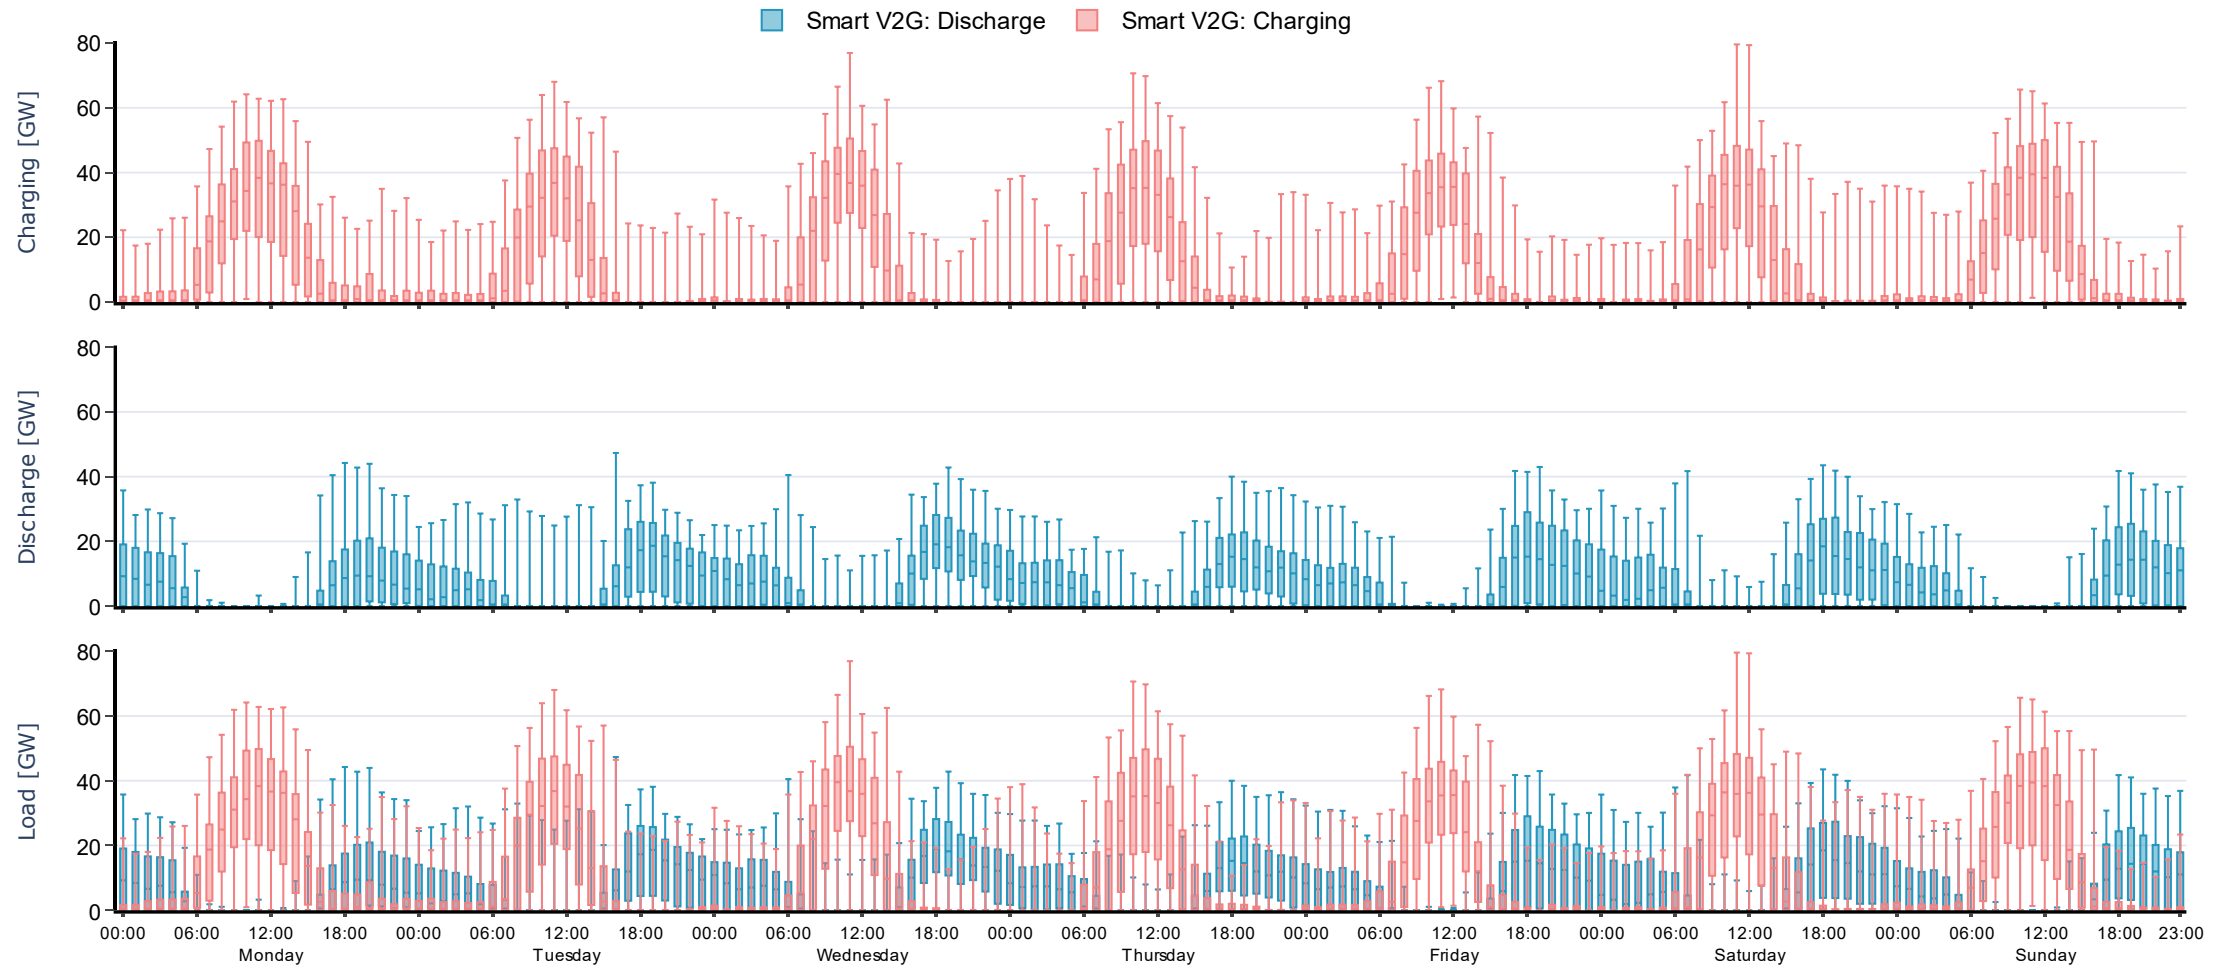 Smart V2G: Discharge Smart V2G: Charging
80
60
40
20
0
Charging [GW]
80
60
40
20
0
Discharge [GW]
80
60
40
20
0
Load [GW]
00:00 06:00 12:00 18:00 00:00 06:00 12:00 18:00 00:00 06:00 12:00 18:00 00:00 06:00 12:00 18:00 00:00 06:00 12:00 18:00 00:00 06:00 12:00 18:00 00:00 06:00 12:00 18:00 23:00
Monday Tuesday Wednesday Thursday Friday Saturday Sunday